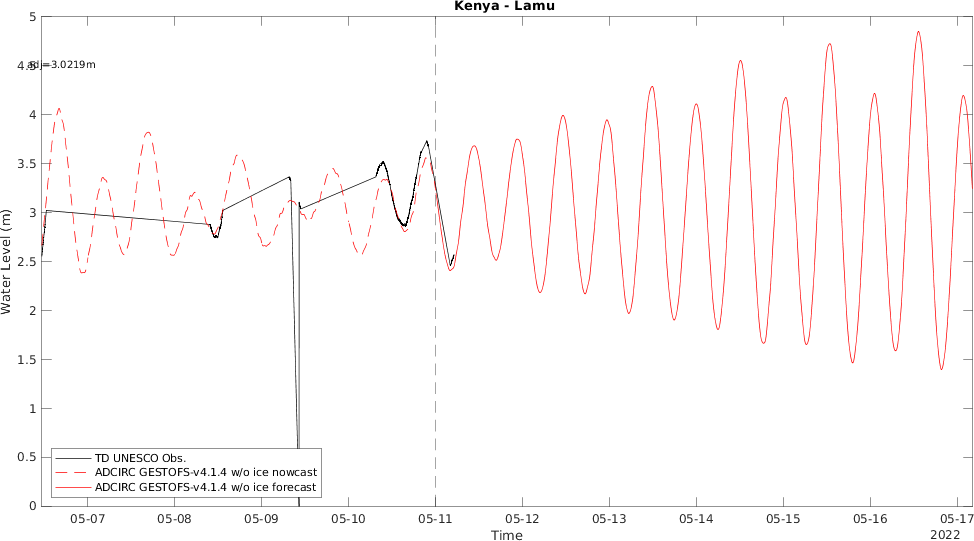 Kenya - Lamu
5
4.5
adj=3.0219m
4
3.5
3
2.5
2
1.5
1
0.5
0
Water Level (m)
TD UNESCO Obs.
ADCIRC GESTOFS-v4.1.4 w/o ice nowcast
ADCIRC GESTOFS-v4.1.4 w/o ice forecast
05-07 05-08 05-09 05-10 05-11 05-12 05-13 05-14 05-15 05-16 05-17
Time
2022